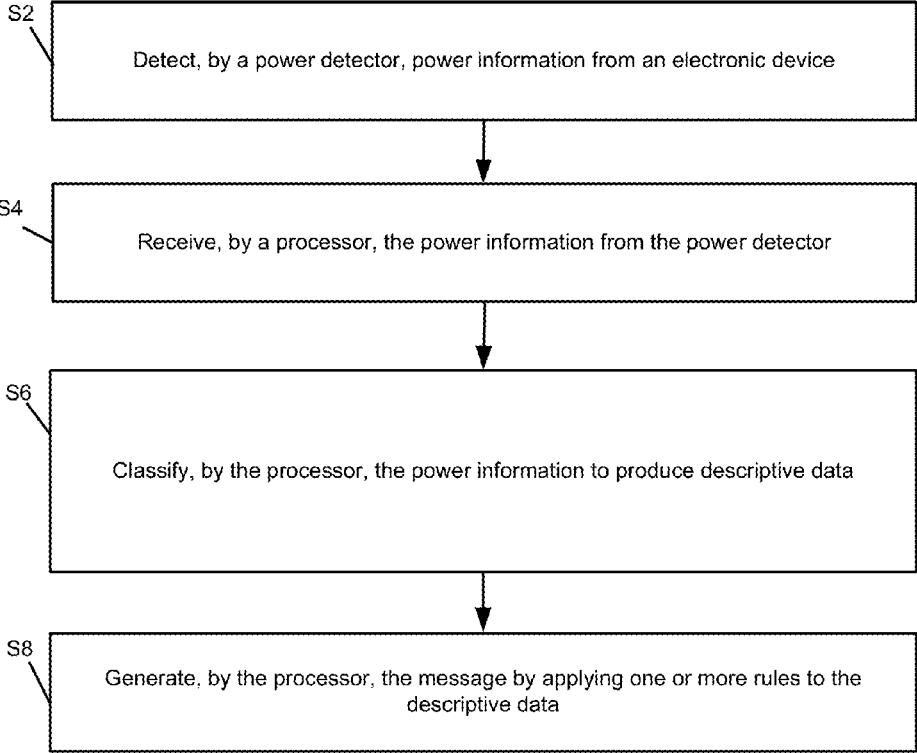 S2
Detect, by a power detector, power information from an electronic device
S4
Receive, by a processor, the power information from the power detector
S6
Classify, by the processor, the power information to produce descriptive data
S8
Generate, by the processor, the message by applying one or more rules to the
descriptive data